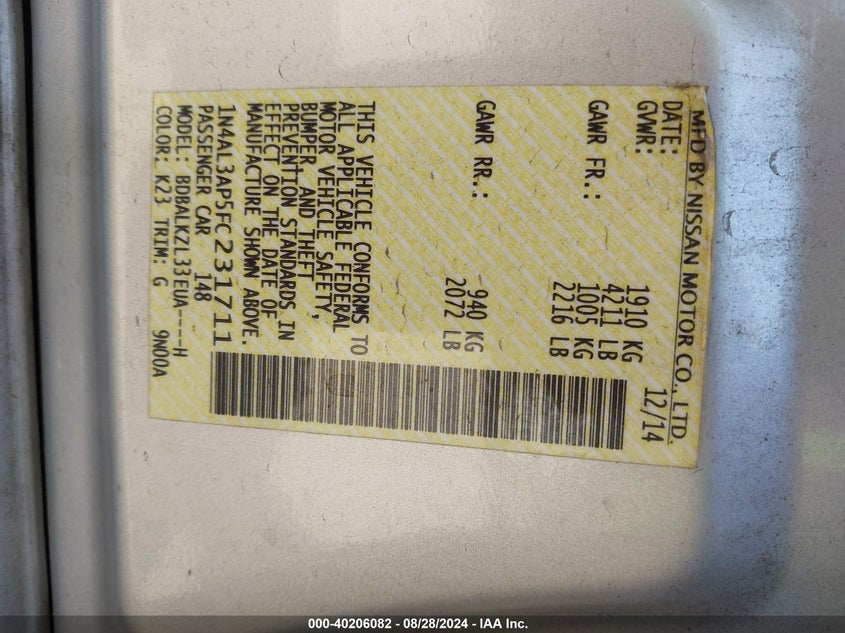 MFD BY NISSAN MOTOR CO., LTD.
DATE: 12/14
GVWR: 1910 KG
4211 LB
GAWR FR.: 1005 KG
2216 LB
GAWR RR.: 940 KG
2072 LB
THIS VEHICLE CONFORMS TO
ALL APPLICABLE FEDERAL
MOTOR VEHICLE SAFETY,
BUMPER, AND THEFT
PREVENTION STANDARDS IN
EFFECT ON THE DATE OF
MANUFACTURE SHOWN ABOVE.
1N4AL3AP5FC231711
PASSENGER CAR 148
MODEL: BDBALKZL33EUA----H
COLOR: K23 TRIM: G 9N00A
000-40206082 - 08/28/2024 - IAA Inc.